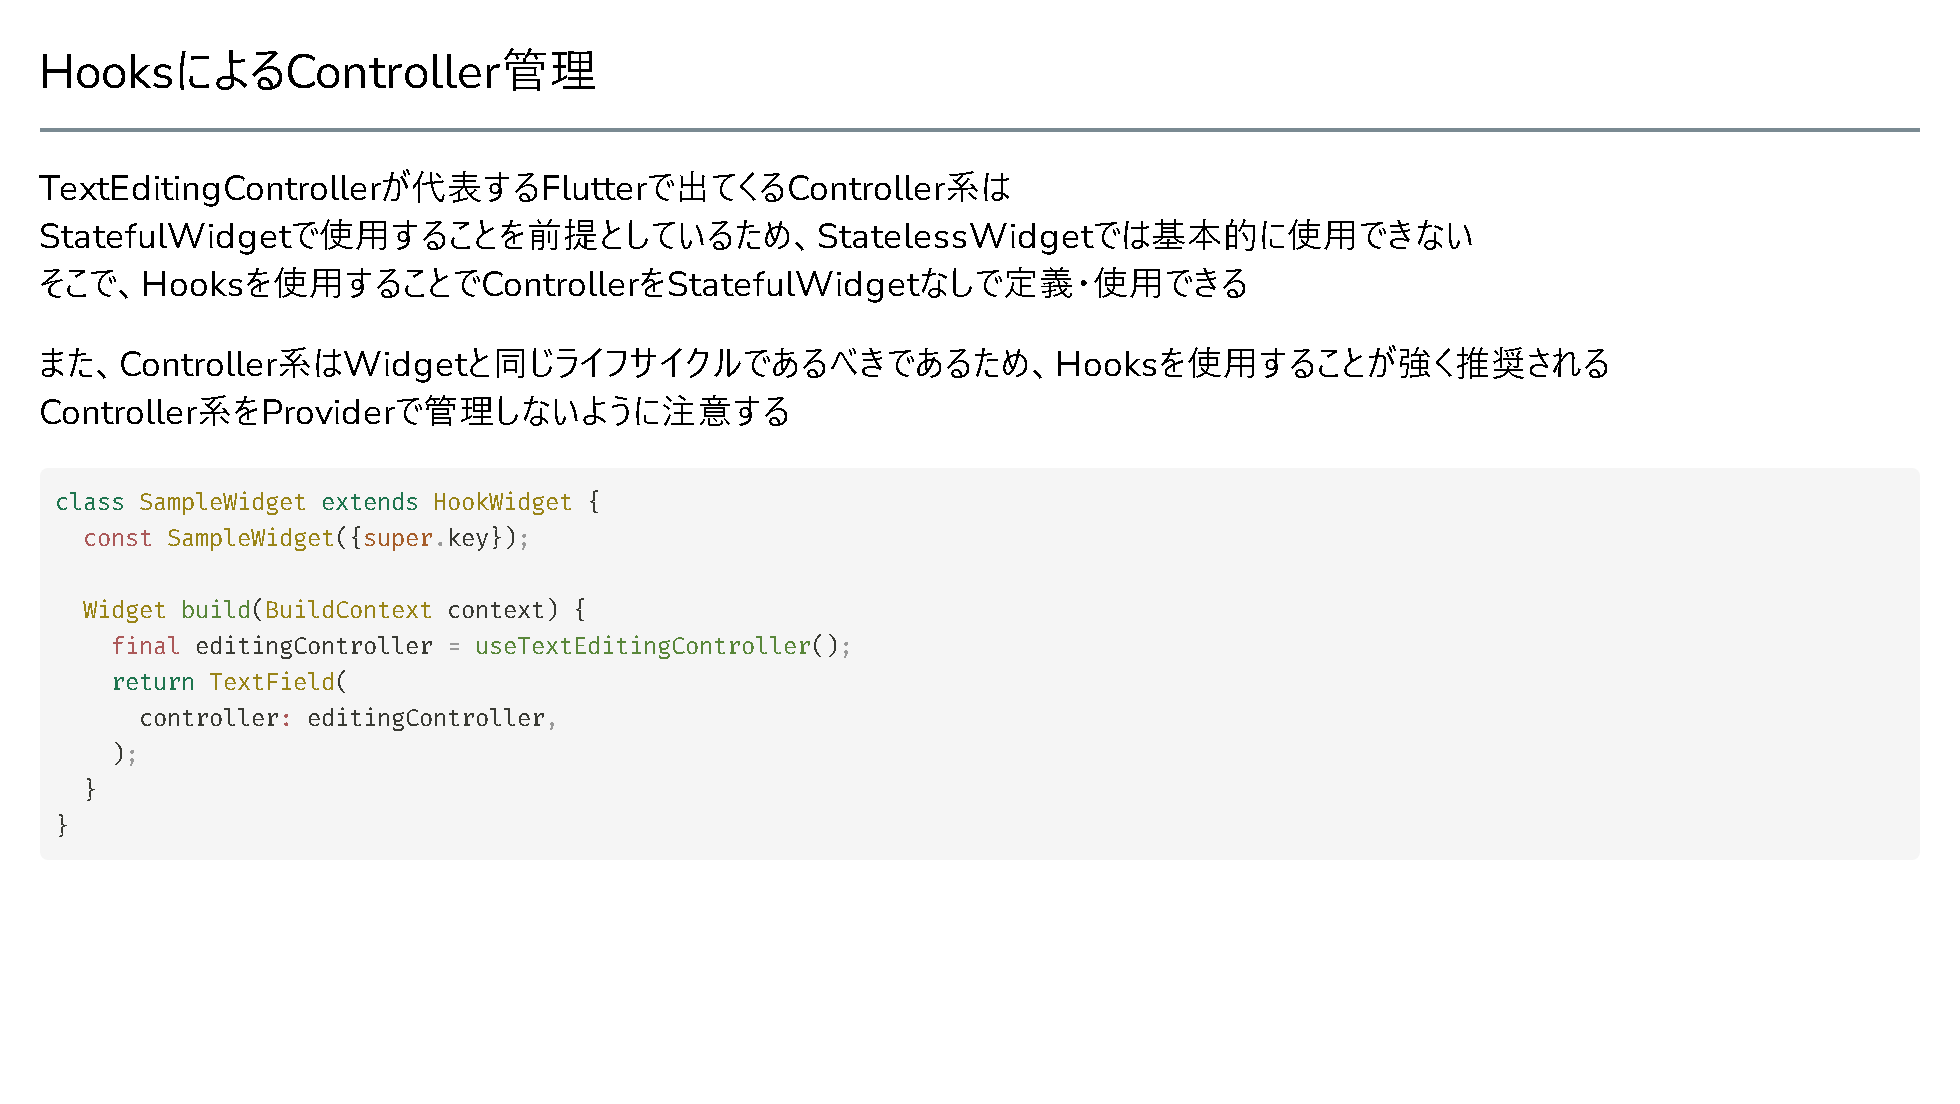 HooksによるController管理
TextEditingControllerが代表するFlutterで出てくるController系は
StatefulWidgetで使用することを前提としているため、StatelessWidgetでは基本的に使用できない
そこで、Hooksを使用することでControllerをStatefulWidgetなしで定義・使用できる
また、Controller系はWidgetと同じライフサイクルであるべきであるため、Hooksを使用することが強く推奨される
Controller系をProviderで管理しないように注意する
class SampleWidget extends HookWidget {
  const SampleWidget({super.key});
  Widget build(BuildContext context) {
    final editingController = useTextEditingController();
    return TextField(
      controller: editingController,
    );
  }
}